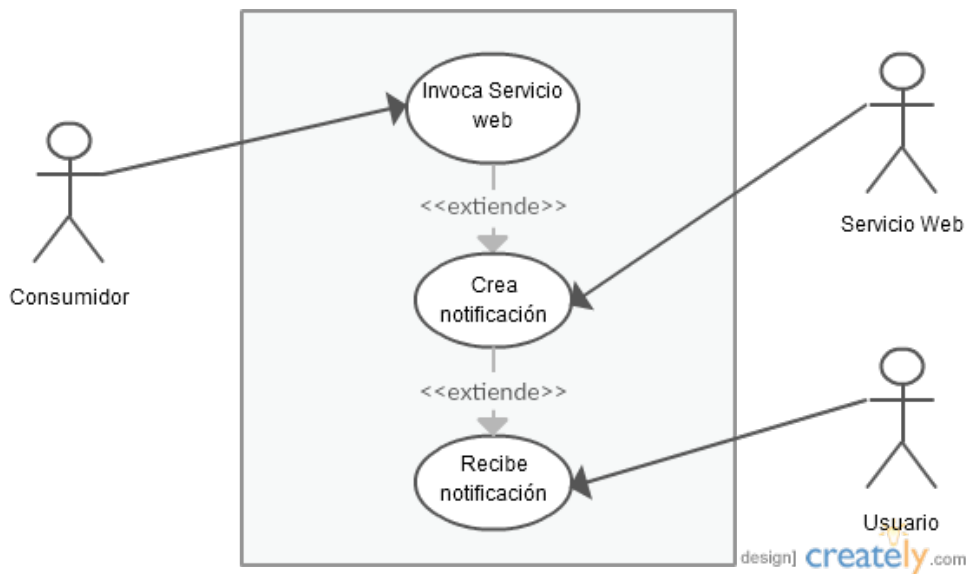 Invoca Servicio
web
<<extiende>>
Servicio Web
Crea
notificación
Consumidor
<<extiende>>
Recibe
notificación
Usuario
design] creately.com